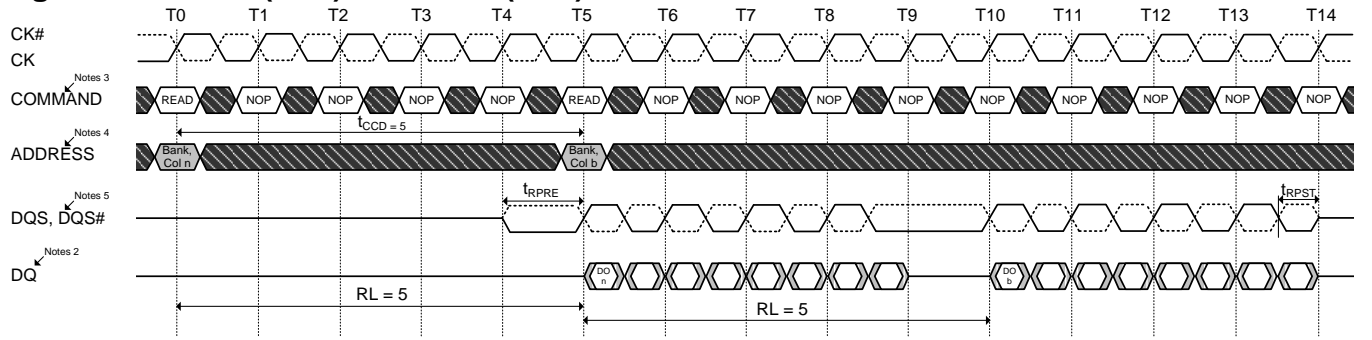 T0 T1 T2 T3 T4 T5 T6 T7 T8 T9 T10 T11 T12 T13 T14
CK#
CK
Notes 3
COMMAND READ NOP NOP NOP NOP READ NOP NOP NOP NOP NOP NOP NOP NOP NOP
tCCD = 5
Notes 4
ADDRESS
Bank, Col n
Bank, Col b
tRPRE
tRPST
Notes 5
DQS, DQS#
Notes 2
DQ
DO n
DO b
RL = 5
RL = 5